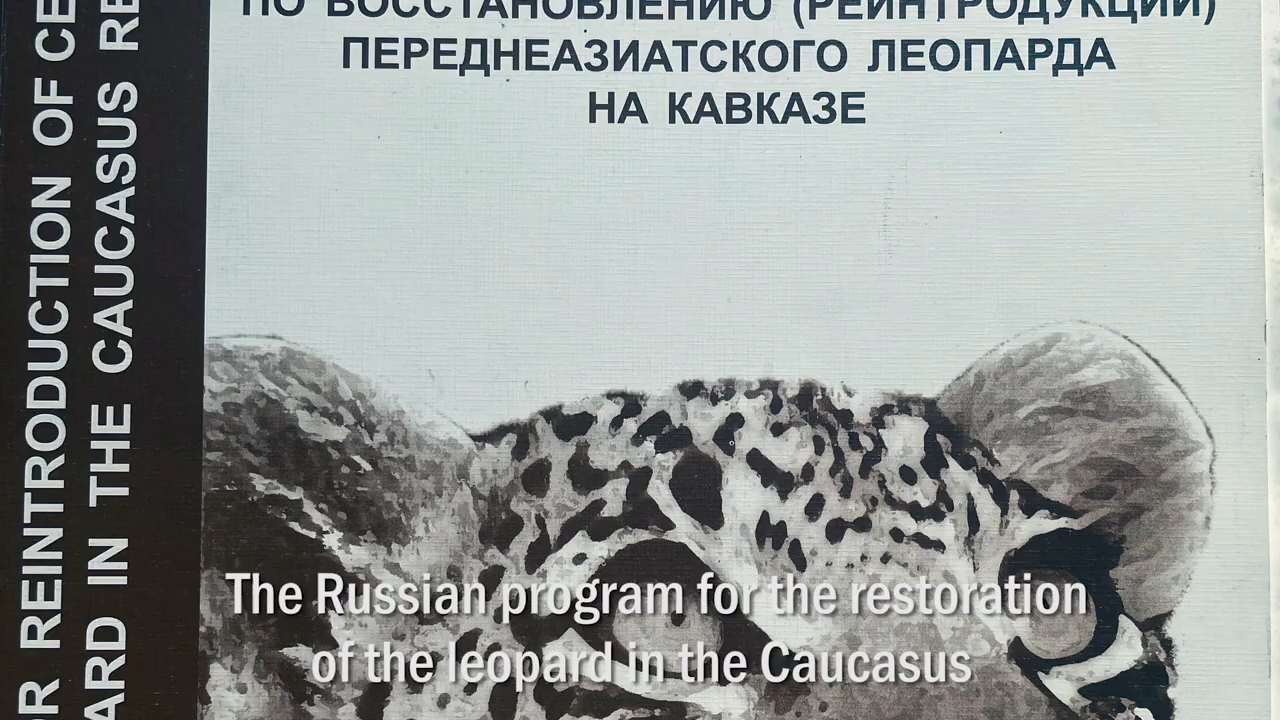 ПО ВОССТАНОВЛЕНИЮ (РЕИНТРОДУКЦИИ)
ПЕРЕДНЕАЗИАТСКОГО ЛЕОПАРДА
НА КАВКАЗЕ
REINTRODUCTION OF
IN THE CAUCASUS
The Russian program for the restoration
of the leopard in the Caucasus